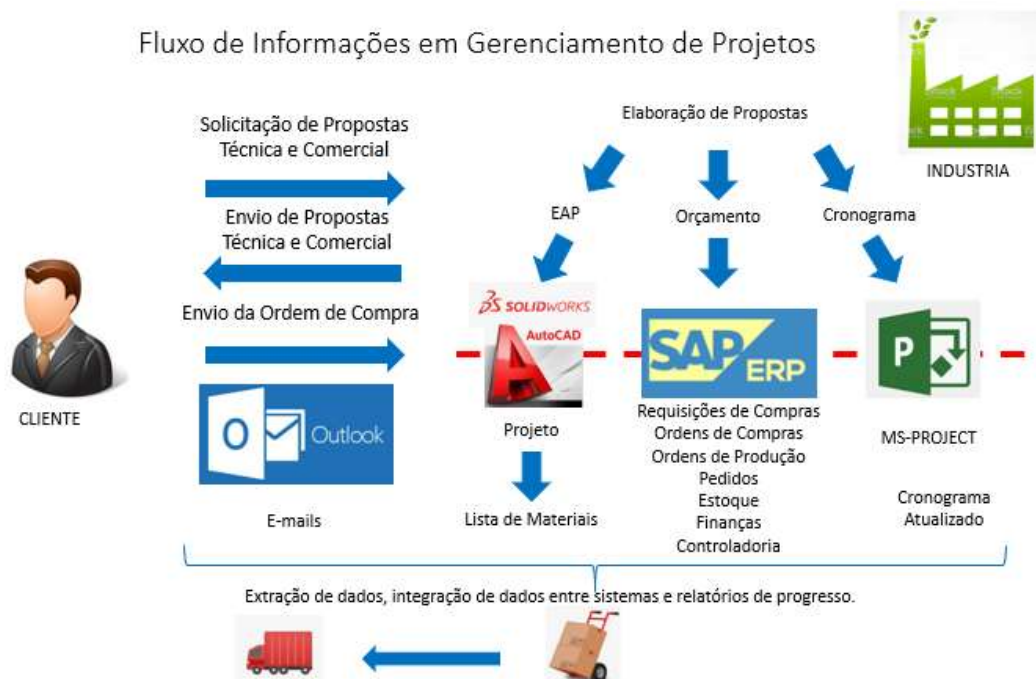 Fluxo de Informações em Gerenciamento de Projetos
Solicitação de Propostas
Técnica e Comercial
Envio de Propostas
Técnica e Comercial
Envio da Ordem de Compra
CLIENTE
Outlook
E-mails
Elaboração de Propostas
INDUSTRIA
EAP
Orçamento
Cronograma
SOLIDWORKS
AutoCAD
A
SAP
ERP
P
Projeto
Lista de Materiais
Requisições de Compras
Ordens de Compras
Ordens de Produção
Pedidos
Estoque
Finanças
Controladoria
MS-PROJECT
Cronograma
Atualizado
Extração de dados, integração de dados entre sistemas e relatórios de progresso.